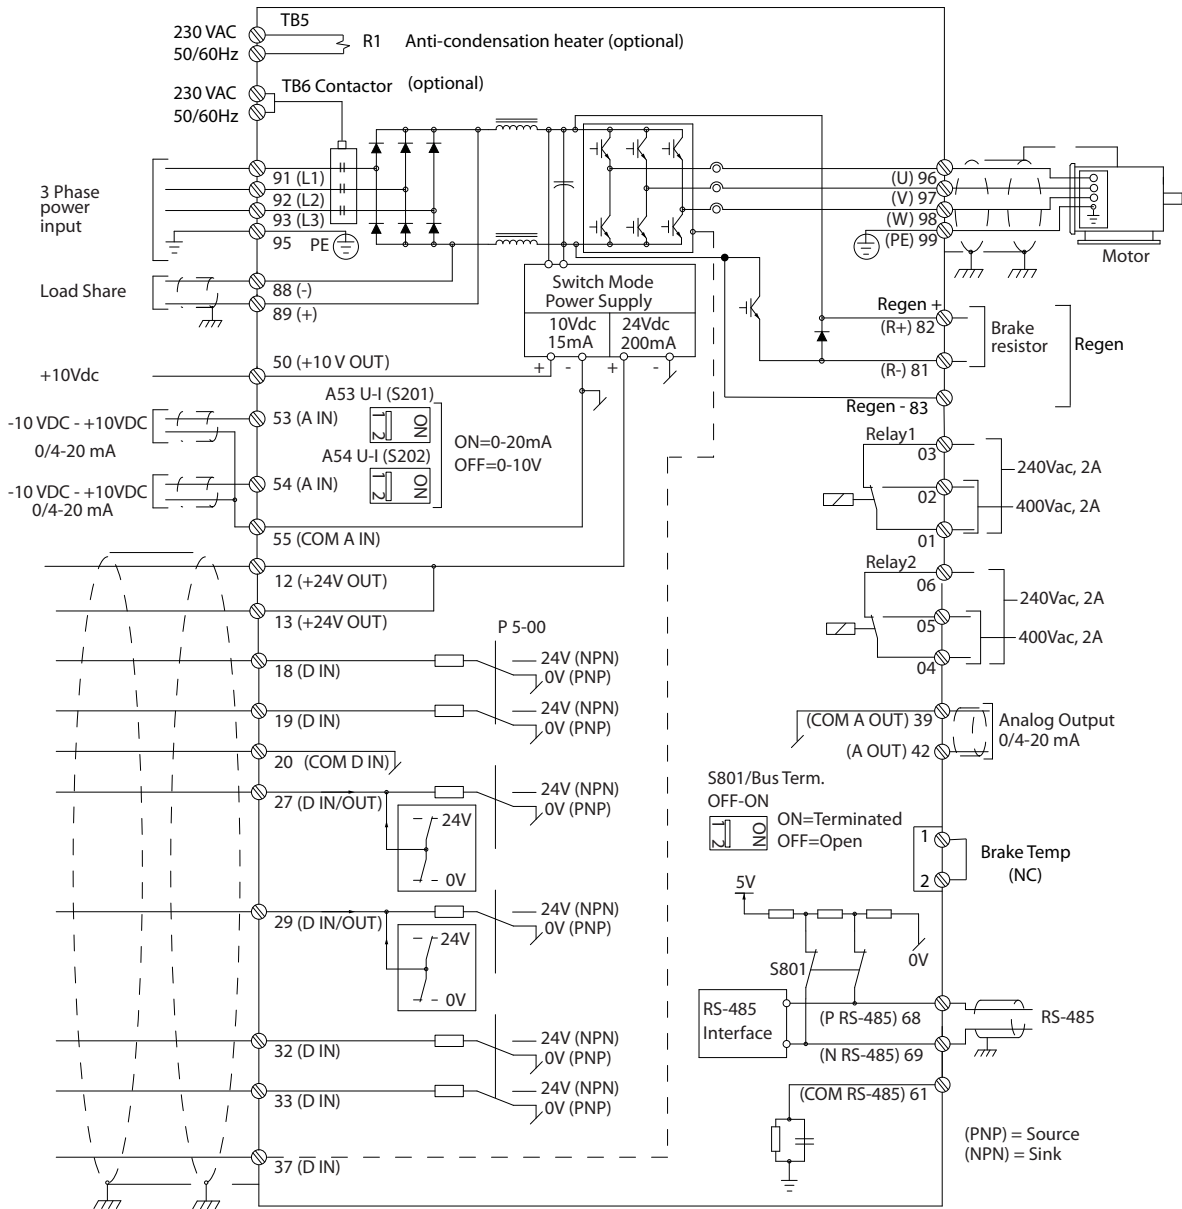 TB5
230 VAC
50/60Hz
R1
Anti-condensation heater (optional)
230 VAC
50/60Hz
TB6 Contactor
(optional)
3 Phase
power
input
91 (L1)
92 (L2)
93 (L3)
95
PE
(U) 96
(V) 97
(W) 98
(PE) 99
Motor
Load Share
88 (-)
89 (+)
Switch Mode
Power Supply
10Vdc
15mA
24Vdc
200mA
+ - + -
Regen +
(R+) 82
Brake
resistor
Regen
(R-) 81
Regen - 83
+10Vdc
50 (+10 V OUT)
A53 U-I (S201)
1 2
ON
-10 VDC - +10VDC
0/4-20 mA
53 (A IN)
ON=0-20mA
OFF=0-10V
A54 U-I (S202)
1 2
ON
-10 VDC - +10VDC
0/4-20 mA
54 (A IN)
55 (COM A IN)
Relay1
03
240Vac, 2A
02
400Vac, 2A
01
Relay2
06
240Vac, 2A
05
400Vac, 2A
04
12 (+24V OUT)
13 (+24V OUT)
P 5-00
18 (D IN)
24V (NPN)
0V (PNP)
19 (D IN)
24V (NPN)
0V (PNP)
20 (COM D IN)
27 (D IN/OUT)
24V (NPN)
0V (PNP)
24V
0V
29 (D IN/OUT)
24V (NPN)
0V (PNP)
24V
0V
32 (D IN)
24V (NPN)
0V (PNP)
33 (D IN)
24V (NPN)
0V (PNP)
37 (D IN)
(COM A OUT) 39
Analog Output
0/4-20 mA
(A OUT) 42
S801/Bus Term.
OFF-ON
1 2
ON
ON=Terminated
OFF=Open
1
2
Brake Temp
(NC)
5V
0V
S801
RS-485
Interface
(P RS-485) 68
RS-485
(N RS-485) 69
(COM RS-485) 61
(PNP) = Source
(NPN) = Sink